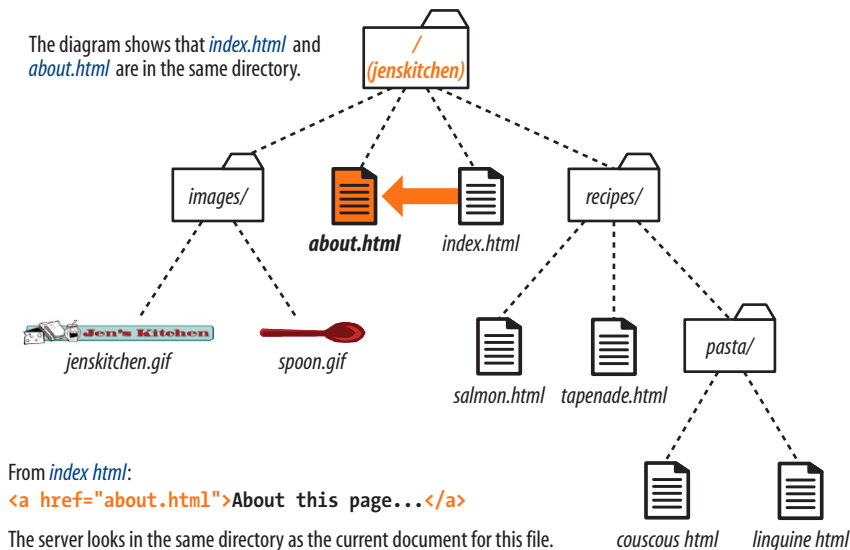 The diagram shows that index.html and
about.html are in the same directory.
/
(jenskitchen)
images/
recipes/
about.html
index.html
Jen's Kitchen
jenskitchen.gif
spoon.gif
pasta/
salmon.html
tapenade.html
From index html:
<a href="about.html">About this page...</a>
The server looks in the same directory as the current document for this file.
couscous html
linguine html